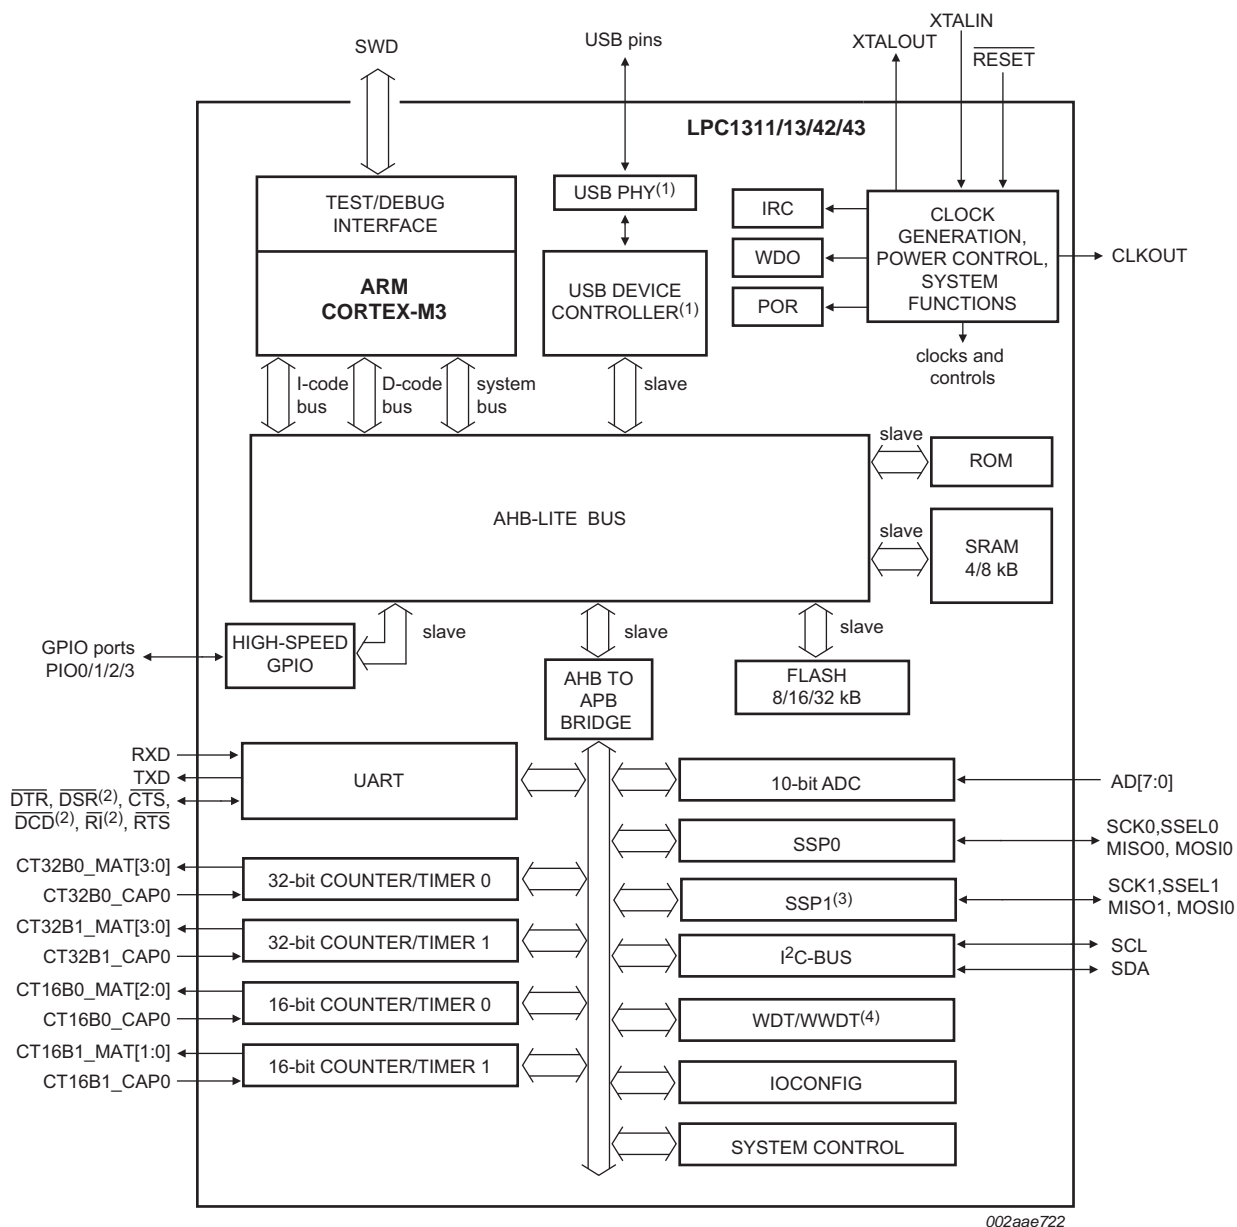 SWD
USB pins
XTALIN
XTALOUT
RESET
LPC1311/13/42/43
TEST/DEBUG
INTERFACE
ARM
CORTEX-M3
USB PHY(1)
USB DEVICE
CONTROLLER(1)
IRC
WDO
POR
CLOCK
GENERATION,
POWER CONTROL,
SYSTEM
FUNCTIONS
CLKOUT
clocks and
controls
I-code
bus
D-code
bus
system
bus
slave
AHB-LITE BUS
slave
ROM
slave
SRAM
4/8 kB
GPIO ports
PIO0/1/2/3
HIGH-SPEED
GPIO
slave
slave
slave
AHB TO
APB
BRIDGE
FLASH
8/16/32 kB
RXD
TXD
DTR, DSR(2), CTS,
DCD(2), RI(2), RTS
UART
CT32B0_MAT[3:0]
CT32B0_CAP0
32-bit COUNTER/TIMER 0
CT32B1_MAT[3:0]
CT32B1_CAP0
32-bit COUNTER/TIMER 1
CT16B0_MAT[2:0]
CT16B0_CAP0
16-bit COUNTER/TIMER 0
CT16B1_MAT[1:0]
CT16B1_CAP0
16-bit COUNTER/TIMER 1
10-bit ADC
AD[7:0]
SSP0
SCK0,SSEL0
MISO0, MOSI0
SSP1(3)
SCK1,SSEL1
MISO1, MOSI0
I2C-BUS
SCL
SDA
WDT/WWDT(4)
IOCONFIG
SYSTEM CONTROL
002aae722